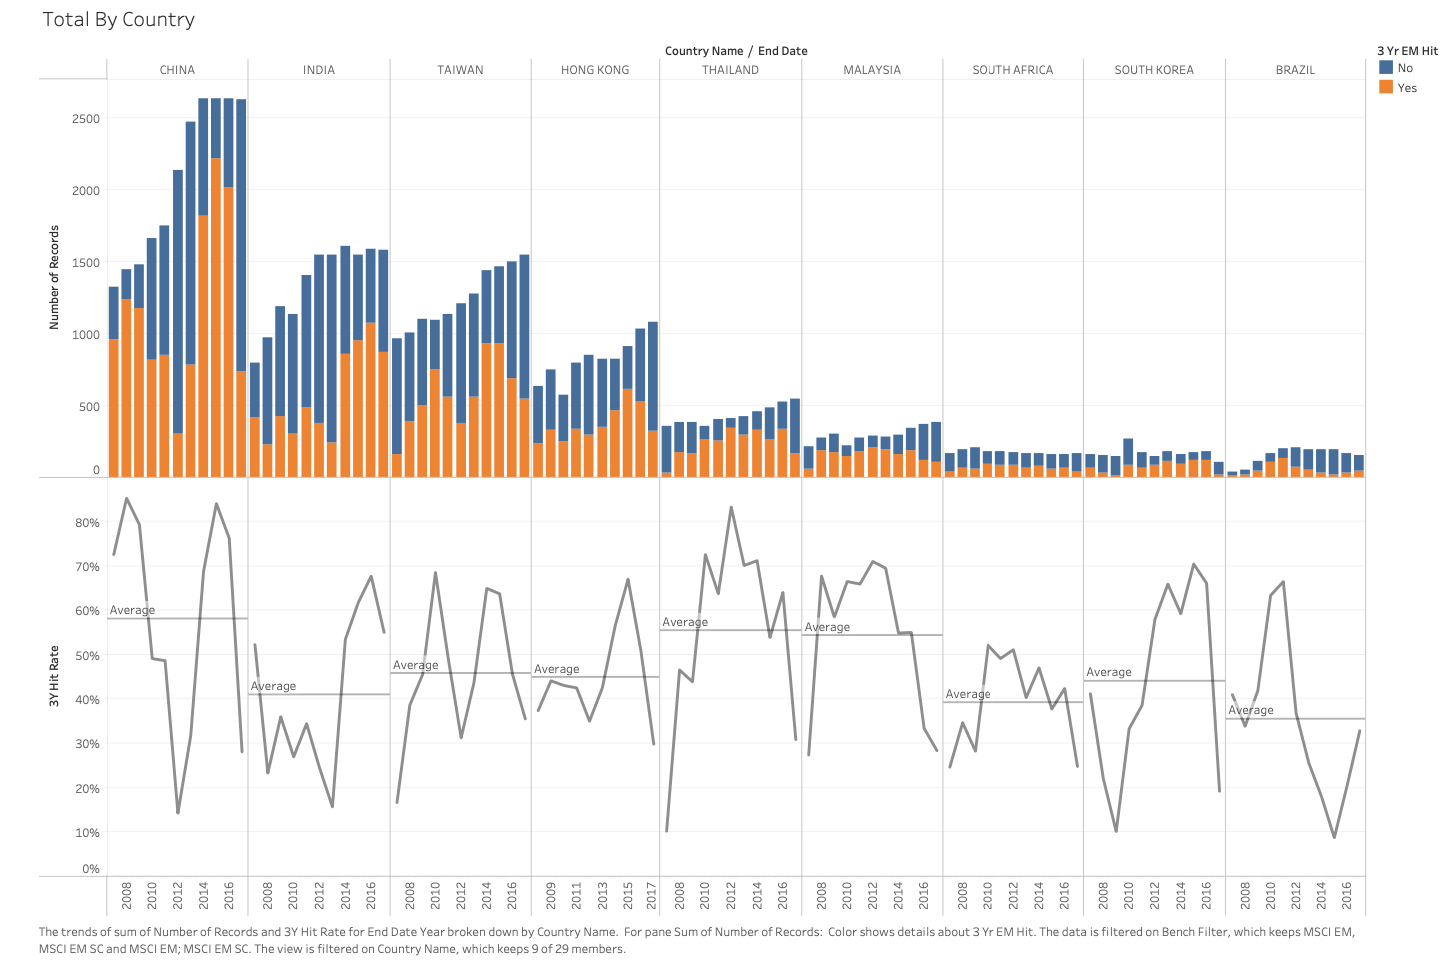 Total By Country
Country Name / End Date
3 Yr EM Hit
No
Yes
CHINA INDIA TAIWAN HONG KONG THAILAND MALAYSIA SOUTH AFRICA SOUTH KOREA BRAZIL
Number of Records
2500
2000
1500
1000
500
0
3Y Hit Rate
80%
70%
60%
50%
40%
30%
20%
10%
0%
Average
Average
Average
Average
Average
Average
Average
Average
Average
2008 2010 2012 2014 2016 2008 2010 2012 2014 2016 2008 2010 2012 2014 2016 2009 2011 2013 2015 2017 2008 2010 2012 2014 2016 2008 2010 2012 2014 2016 2008 2010 2012 2014 2016 2008 2010 2012 2014 2016 2008 2010 2012 2014 2016
The trends of sum of Number of Records and 3Y Hit Rate for End Date Year broken down by Country Name.  For pane Sum of Number of Records:  Color shows details about 3 Yr EM Hit. The data is filtered on Bench Filter, which keeps MSCI EM,
MSCI EM SC and MSCI EM; MSCI EM SC. The view is filtered on Country Name, which keeps 9 of 29 members.